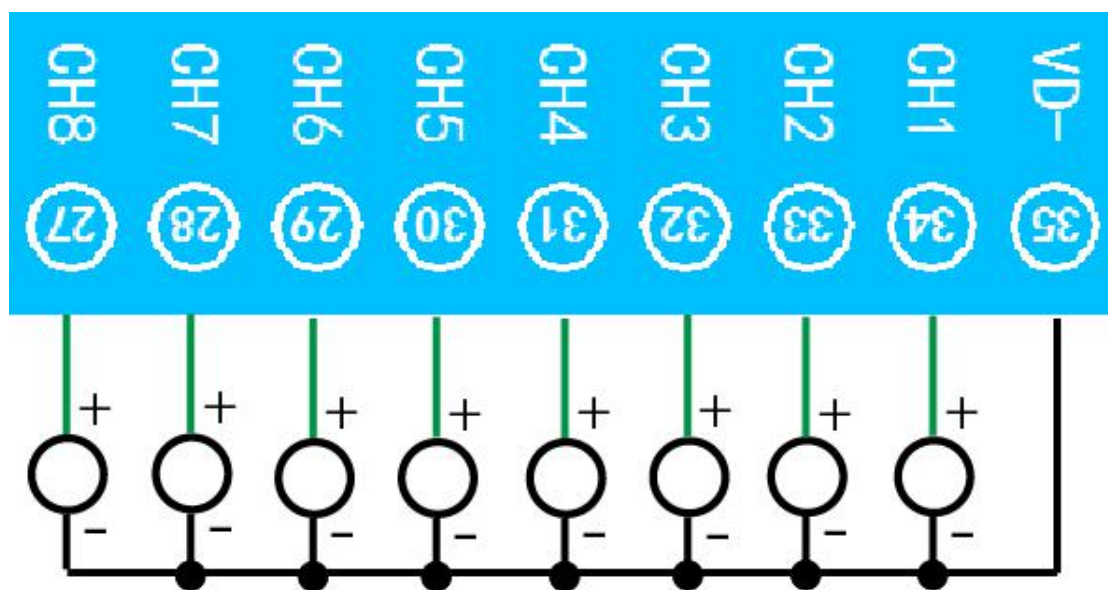 CH8 CH7 CH6 CH5 CH4 CH3 CH2 CH1 VD-
27 28 29 30 31 32 33 34 35
+ + + + + + + +
- - - - - - - -